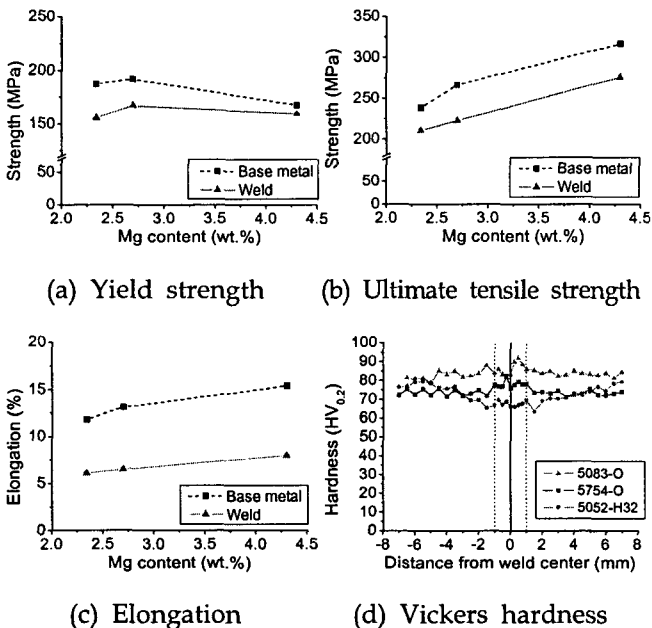 250
200
150
50
0
Strength (MPa)
Base metal
Weld
2.0 2.5 3.0 3.5 4.0 4.5
Mg content (wt.%)
(a) Yield strength
350
300
250
200
50
0
Strength (MPa)
Base metal
Weld
2.0 2.5 3.0 3.5 4.0 4.5
Mg content (wt.%)
(b) Ultimate tensile strength
20
15
10
5
0
Elongation (%)
Base metal
Weld
2.0 2.5 3.0 3.5 4.0 4.5
Mg content (wt.%)
(c) Elongation
100
90
80
70
60
50
40
30
20
10
0
Hardness (HV0.2)
5083-O
5754-O
5052-H32
-8 -6 -4 -2 0 2 4 6 8
Distance from weld center (mm)
(d) Vickers hardness